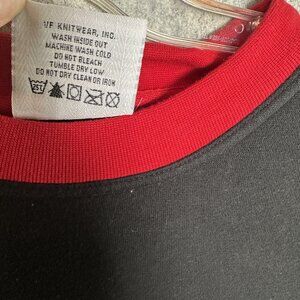 VF KNITWEAR, INC.
WASH INSIDE OUT
MACHINE WASH COLD
DO NOT BLEACH
TUMBLE DRY LOW
DO NOT DRY CLEAN OR IRON